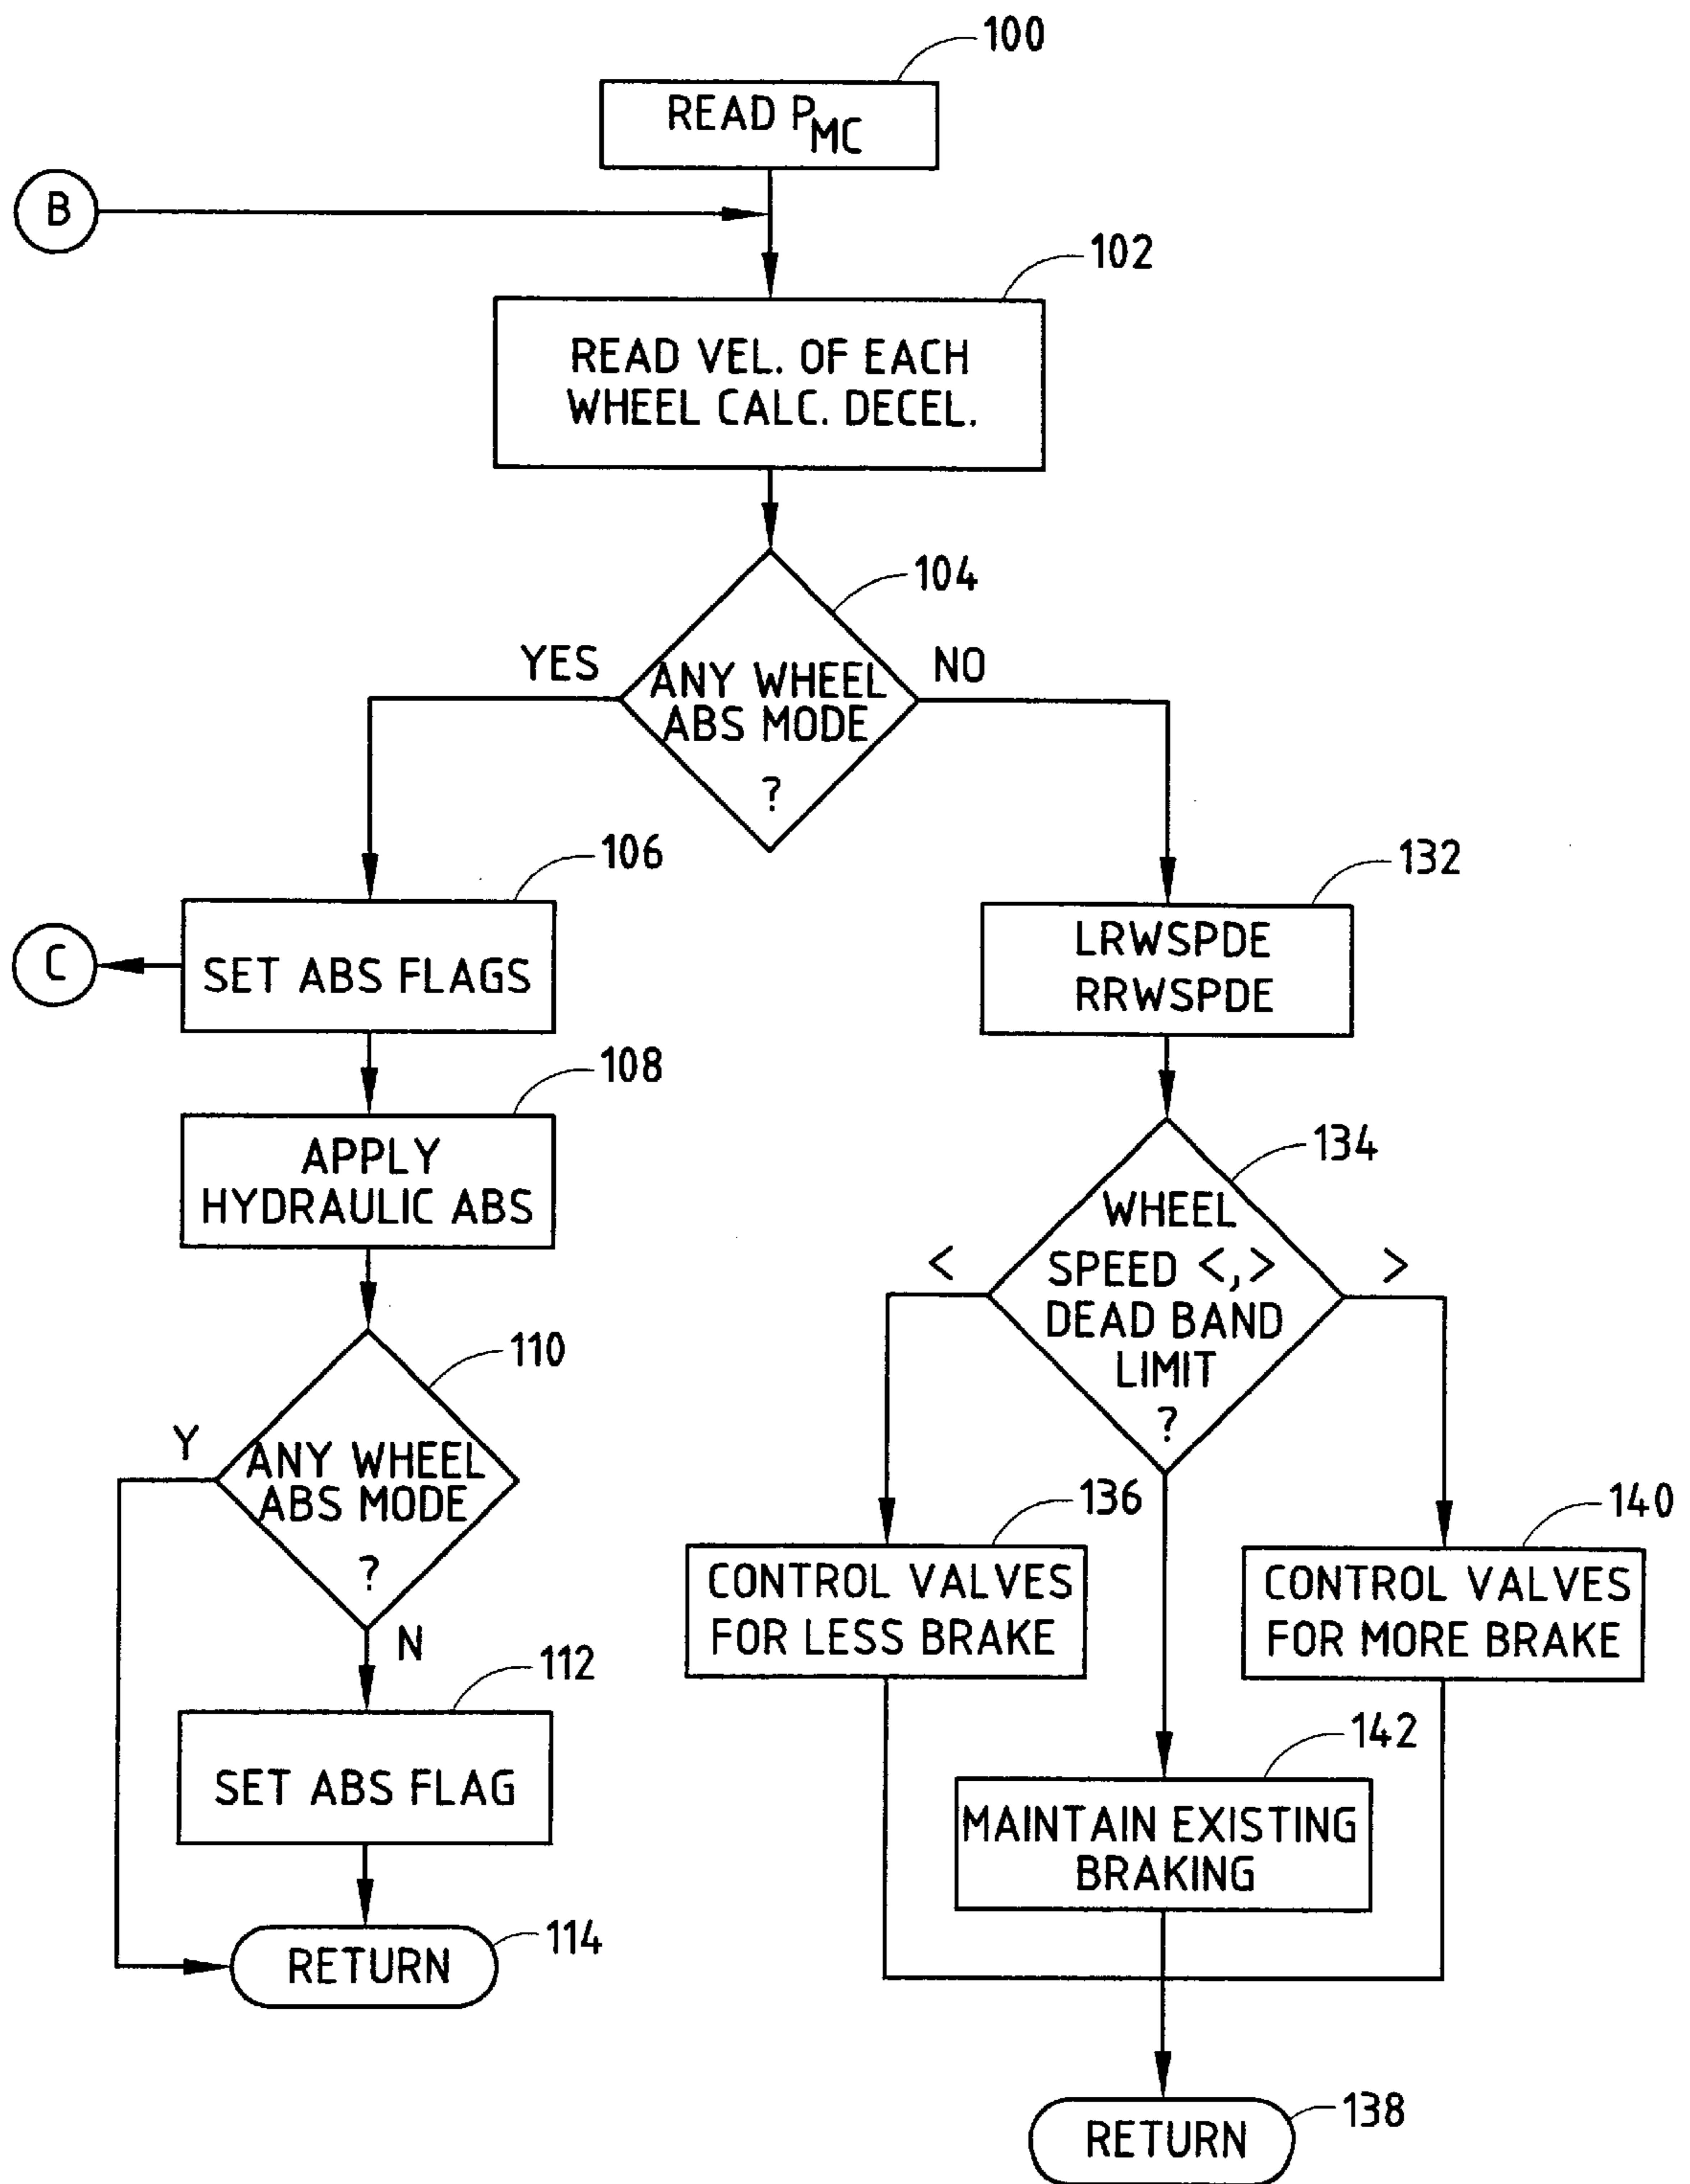 100
READ PMC
B
102
READ VEL. OF EACH
WHEEL CALC. DECEL.
104
YES
NO
ANY WHEEL
ABS MODE
?
106
132
C
SET ABS FLAGS
LRWSPDE
RRWSPDE
108
APPLY
HYDRAULIC ABS
134
WHEEL
SPEED <,>
DEAD BAND
LIMIT
?
<
>
110
Y
ANY WHEEL
ABS MODE
?
N
136
CONTROL VALVES
FOR LESS BRAKE
140
CONTROL VALVES
FOR MORE BRAKE
112
SET ABS FLAG
142
MAINTAIN EXISTING
BRAKING
114
RETURN
138
RETURN